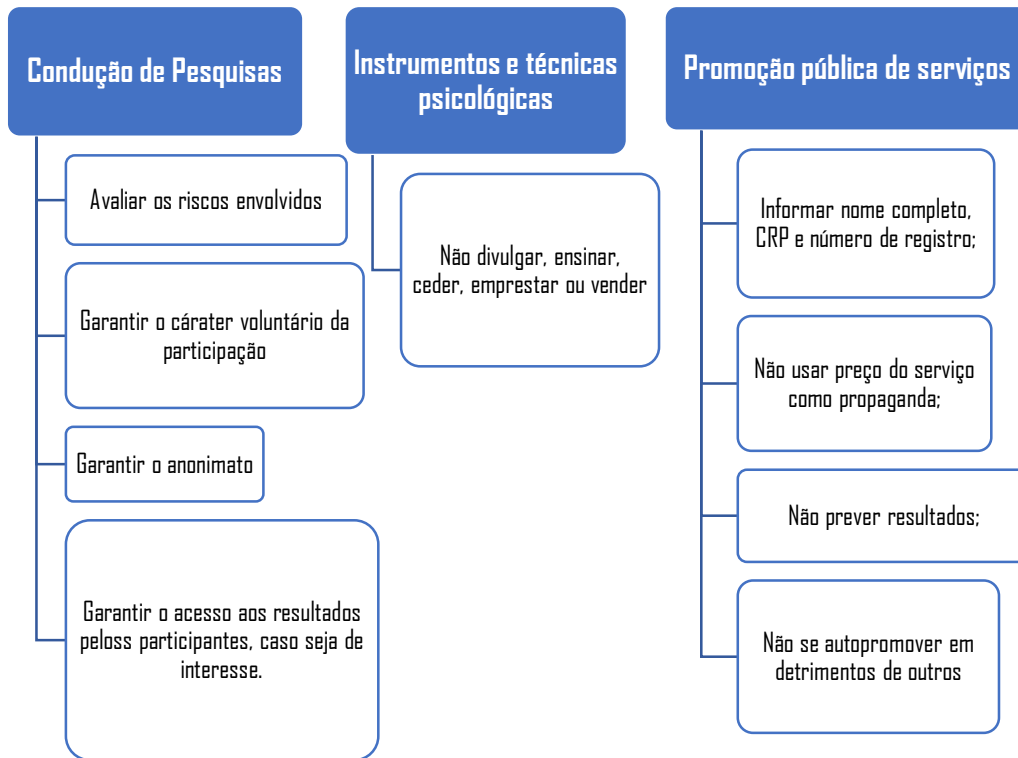 Condução de Pesquisas
Avaliar os riscos envolvidos
Garantir o cárater voluntário da
participação
Garantir o anonimato
Garantir o acesso aos resultados
peloss participantes, caso seja de
interesse.
Instrumentos e técnicas
psicológicas
Não divulgar, ensinar,
ceder, emprestar ou vender
Promoção pública de serviços
Informar nome completo,
CRP e número de registro;
Não usar preço do serviço
como propaganda;
Não prever resultados;
Não se autopromover em
detrimentos de outros